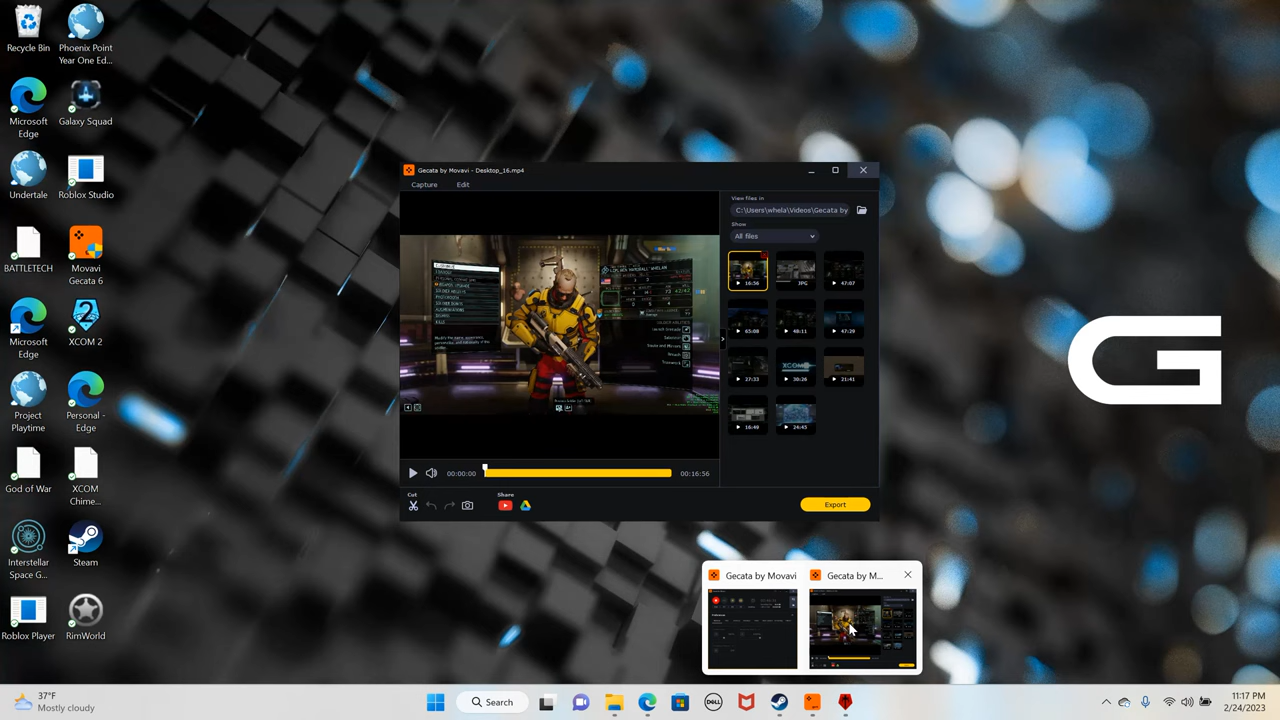 Recycle Bin
Phoenix Point
Year One Ed...
Microsoft
Edge
Galaxy Squad
Undertale
Roblox Studio
BATTLETECH
Movavi
Gecata 6
Microsoft
Edge
XCOM 2
Project
Playtime
Personal -
Edge
God of War
XCOM
Chime...
Interstellar
Space G...
Steam
Roblox Player
RimWorld
Gecata by Movavi - Desktop_16.mp4
Capture
Edit
View files in
C:\Users\whela\Videos\Gecata by
Show
All files
16:56
JPG
47:07
65:08
48:11
47:20
27:33
XCOM
30:26
21:41
16:49
24:45
00:00:00
00:16:56
Cut
Share
Export
Gecata by Movavi
Gecata by M...
G
37°F
Mostly cloudy
Search
DELL
11:17 PM
2/24/2023